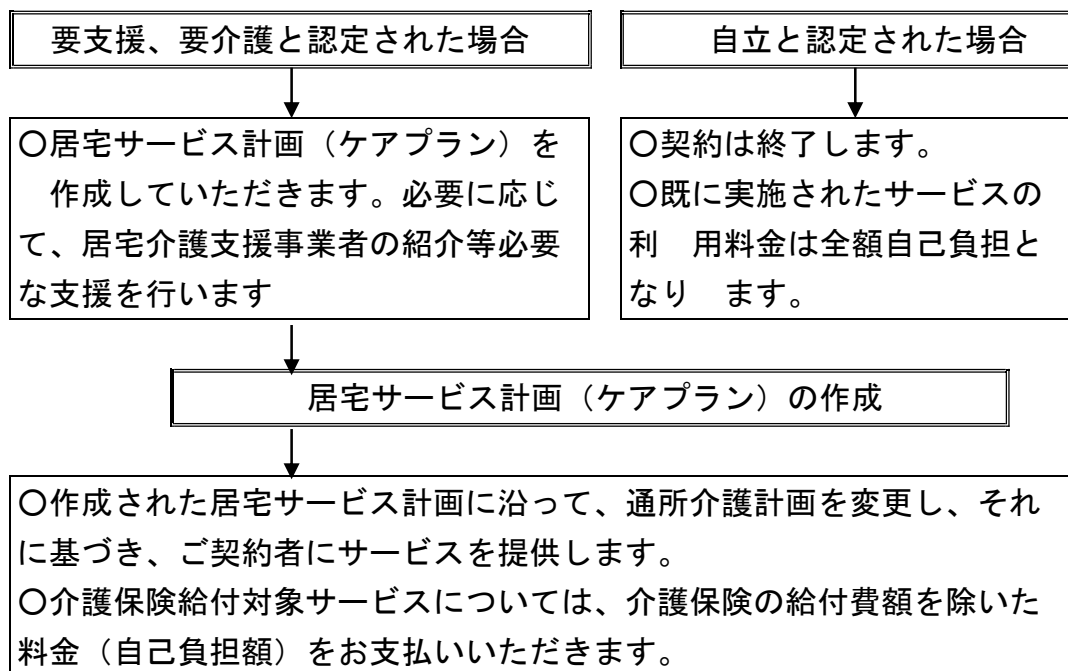 要支援、要介護と認定された場合
自立と認定された場合
〇居宅サービス計画（ケアプラン）を
作成していただきます。必要に応じ
て、居宅介護支援事業者の紹介等必要
な支援を行います
〇契約は終了します。
〇既に実施されたサービスの
利　用料金は全額自己負担と
なり　ます。
居宅サービス計画（ケアプラン）の作成
〇作成された居宅サービス計画に沿って、通所介護計画を変更し、それ
に基づき、ご契約者にサービスを提供します。
〇介護保険給付対象サービスについては、介護保険の給付費額を除いた
料金（自己負担額）をお支払いいただきます。